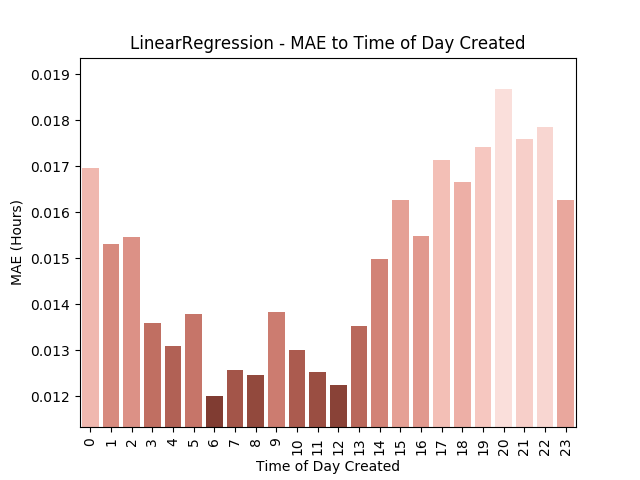 LinearRegression - MAE to Time of Day Created
MAE (Hours)
0.019
0.018
0.017
0.016
0.015
0.014
0.013
0.012
0 1 2 3 4 5 6 7 8 9 10 11 12 13 14 15 16 17 18 19 20 21 22 23
Time of Day Created